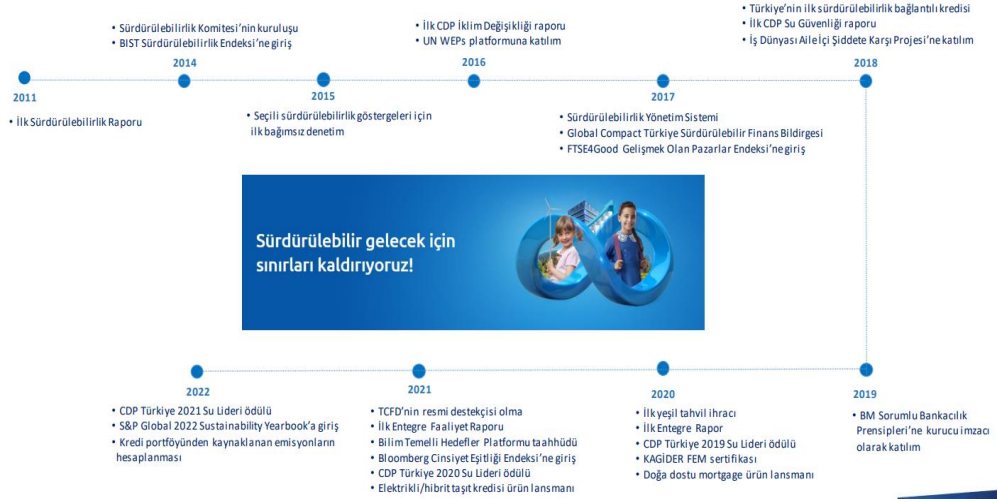 • Sürdürülebilirlik Komitesi'nin kuruluşu
• BIST Sürdürülebilirlik Endeksi'ne giriş
2014
• İlk CDP İklim Değişikliği raporu
• UN WEPs platformuna katılım
2016
• Türkiye'nin ilk sürdürülebilirlik bağlantılı kredisi
• İlk CDP Su Güvenliği raporu
• İş Dünyası Aile İçi Şiddete Karşı Projesi'ne katılım
2018
2011
• İlk Sürdürülebilirlik Raporu
2015
• Seçili sürdürülebilirlik göstergeleri için
ilk bağımsız denetim
2017
• Sürdürülebilirlik Yönetim Sistemi
• Global Compact Türkiye Sürdürülebilir Finans Bildirgesi
• FTSE4Good Gelişmek Olan Pazarlar Endeksi'ne giriş
Sürdürülebilir gelecek için
sınırları kaldırıyoruz!
2022
• CDP Türkiye 2021 Su Lideri ödülü
• S&P Global 2022 Sustainability Yearbook'a giriş
• Kredi portföyünden kaynaklanan emisyonların
hesaplanması
2021
• TCFD'nin resmi destekçisi olma
• İlk Entegre Faaliyet Raporu
• Bilim Temelli Hedefler Platformu taahhüdü
• Bloomberg Cinsiyet Eşitliği Endeksi'ne giriş
• CDP Türkiye 2020 Su Lideri ödülü
• Elektrikli/hibrit taşıt kredisi ürün lansmanı
2020
• İlk yeşil tahvil ihracı
• İlk Entegre Rapor
• CDP Türkiye 2019 Su Lideri ödülü
• KAGİDER FEM sertifikası
• Doğa dostu mortgage ürün lansmanı
2019
• BM Sorumlu Bankacılık
Prensipleri'ne kurucu imzacı
olarak katılım